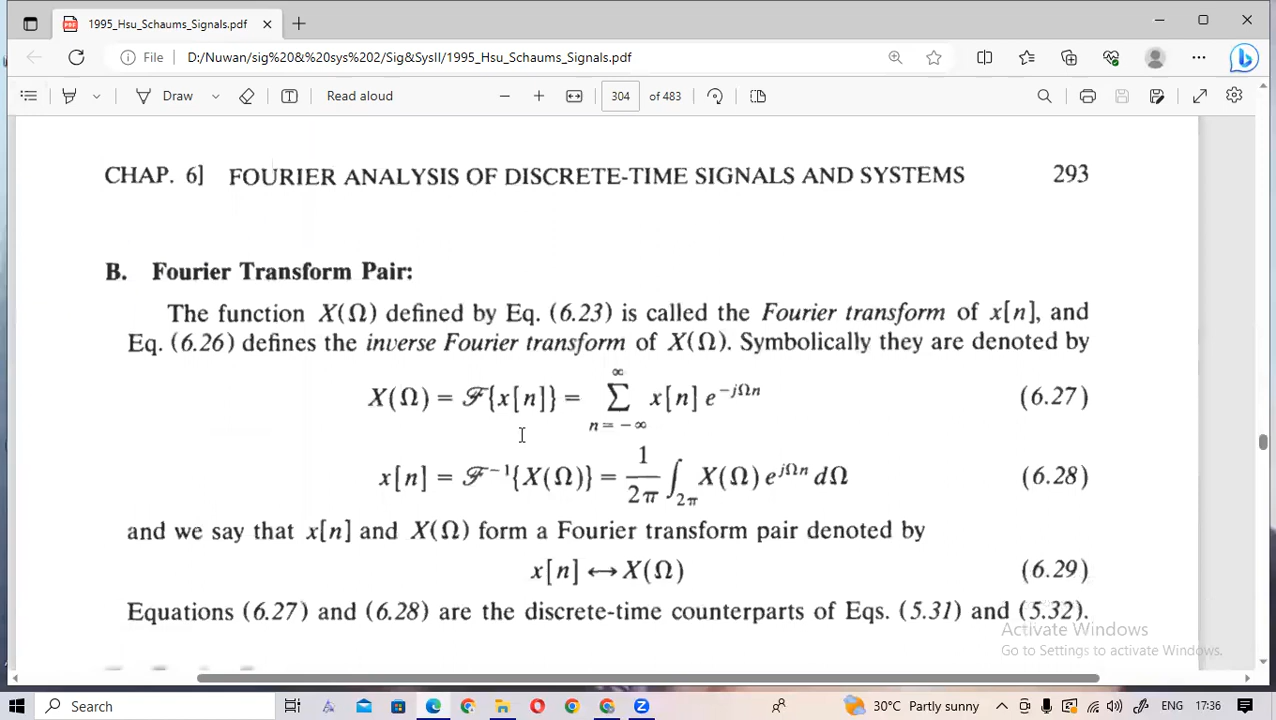 1995_Hsu_Schaums_Signals.pdf
File D:/Nuwan/sig%20&%20sys%202/Sig&SysII/1995_Hsu_Schaums_Signals.pdf
Draw Read aloud 304 of 483
CHAP. 6] FOURIER ANALYSIS OF DISCRETE-TIME SIGNALS AND SYSTEMS 293
B. Fourier Transform Pair:
The function X(Ω) defined by Eq. (6.23) is called the Fourier transform of x[n], and
Eq. (6.26) defines the inverse Fourier transform of X(Ω). Symbolically they are denoted by
X(Ω) = ℱ{x[n]} = ∑_{n=-∞}^{∞} x[n] e^{-jΩn} (6.27)
x[n] = ℱ^{-1}{X(Ω)} = 1/2π ∫_{2π} X(Ω) e^{jΩn} dΩ (6.28)
and we say that x[n] and X(Ω) form a Fourier transform pair denoted by
x[n] ↔ X(Ω) (6.29)
Equations (6.27) and (6.28) are the discrete-time counterparts of Eqs. (5.31) and (5.32).
Activate Windows
Go to Settings to activate Windows.
Search 30°C Partly sunny ENG 17:36